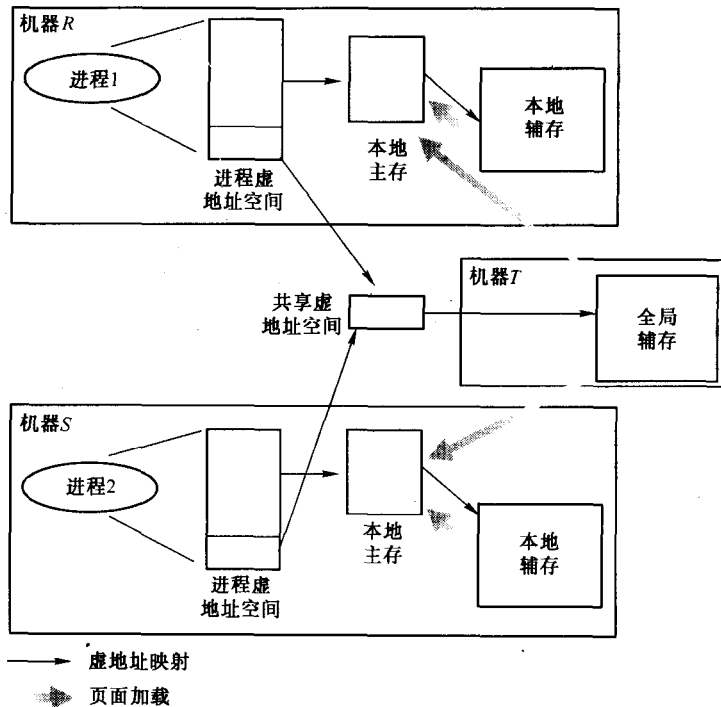 机器R
进程1
进程虚
地址空间
本地
主存
本地
辅存
共享虚
地址空间
机器T
全局
辅存
机器S
进程2
进程虚
地址空间
本地
主存
本地
辅存
虚地址映射
页面加载